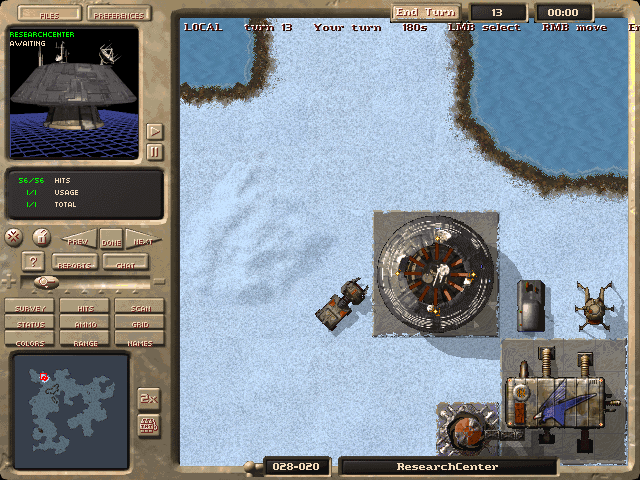 FILES
PREFERENCES
End Turn
13
00:00
LOCAL turn 13 Your turn 180s LMB select RMB move
RESEARCHCENTER
AWAITING
56/56 HITS
1/1 USAGE
1/1 TOTAL
PREV
DONE
NEXT
?
REPORTS
CHAT
SURVEY
HITS
SCAN
STATUS
AMMO
GRID
COLORS
RANGE
NAMES
2x
028-020
ResearchCenter